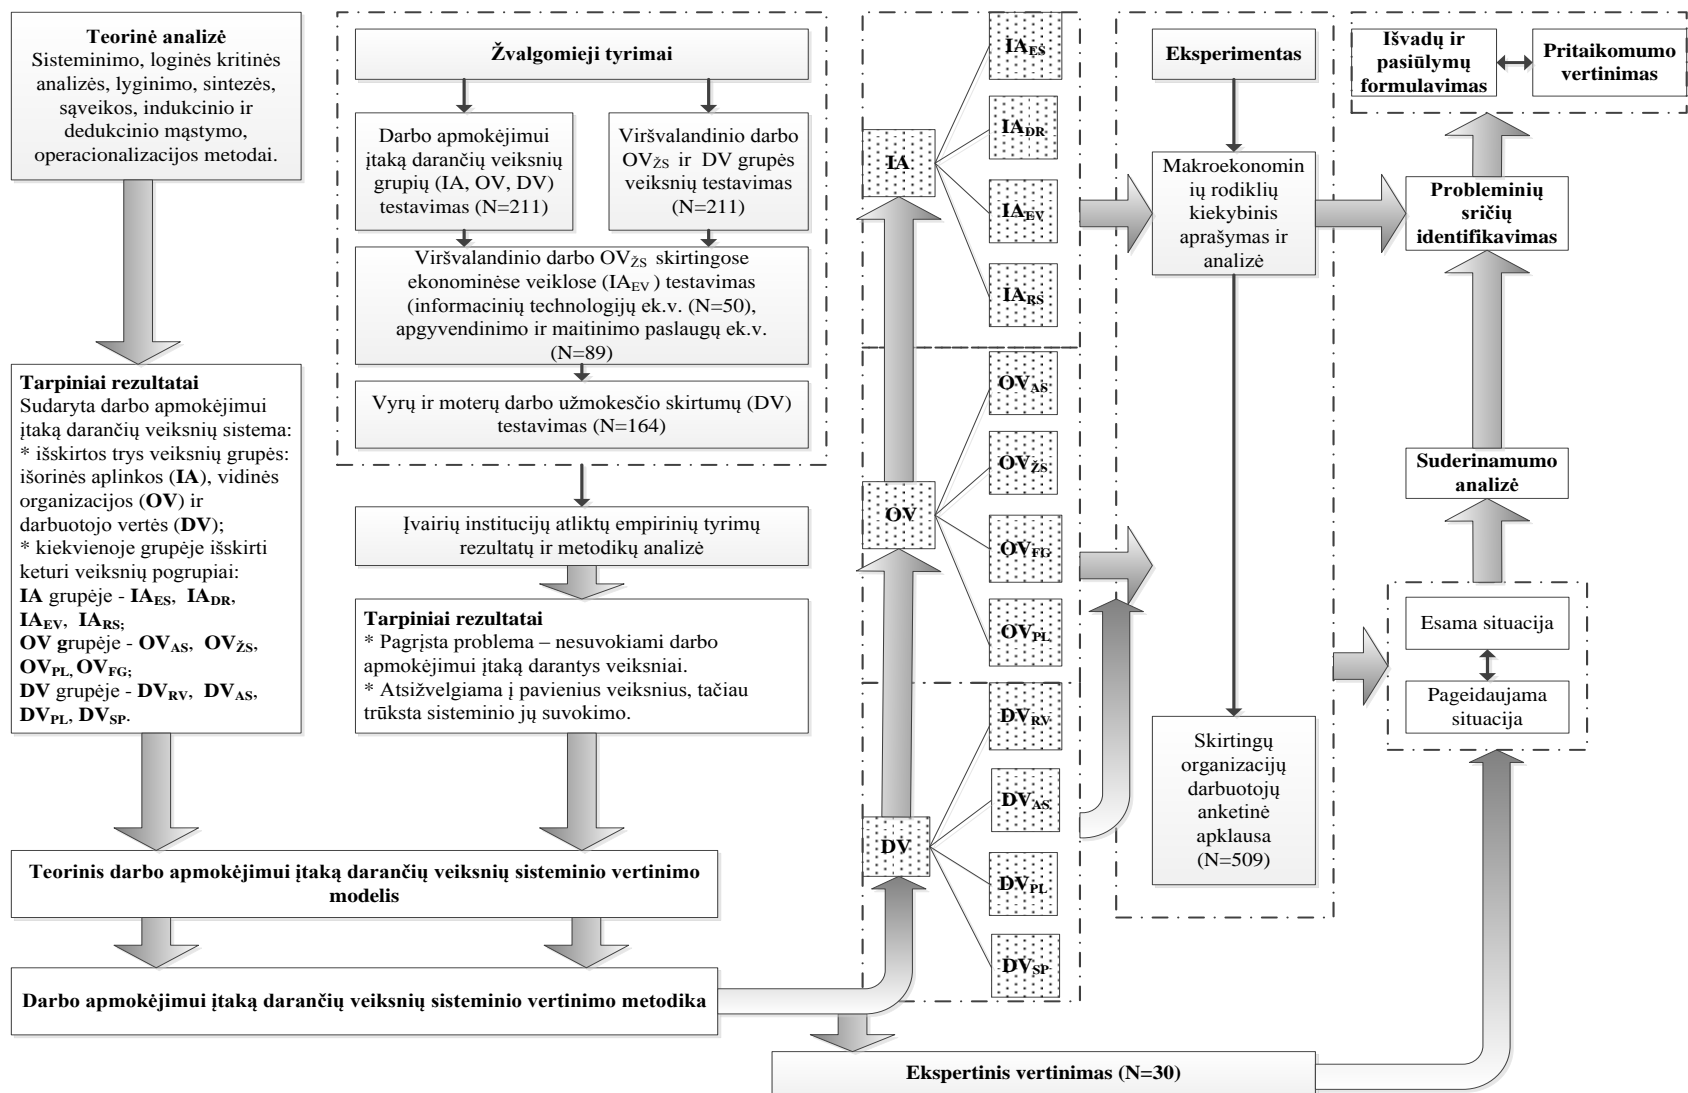 Teorinė analizė
Sisteminimo, loginės kritinės
analizės, lyginimo, sintezės,
sąveikos, indukcinio ir
dedukcinio mąstymo,
operacionalizacijos metodai.
Tarpiniai rezultatai
Sudaryta darbo apmokėjimui
įtaką darančių veiksnių sistema:
* išskirtos trys veiksnių grupės:
išorinės aplinkos (IA), vidinės
organizacijos (OV) ir
darbuotojo vertės (DV);
* kiekvienoje grupėje išskirti
keturi veiksnių pogrupiai:
IA grupėje - IAES, IADR,
IAEV, IARS;
OV grupėje - OVAS, OVŽS,
OVPL, OVFG;
DV grupėje - DVRV, DVAS,
DVPL, DVSP.
Žvalgomieji tyrimai
Darbo apmokėjimui
įtaką darančių veiksnių
grupių (IA, OV, DV)
testavimas (N=211)
Viršvalandinio darbo
OVŽS ir DV grupės
veiksnių testavimas
(N=211)
Viršvalandinio darbo OVŽS skirtingose
ekonominėse veiklose (IAEV) testavimas
(informacinių technologijų ek.v. (N=50),
apgyvendinimo ir maitinimo paslaugų ek.v.
(N=89)
Vyrų ir moterų darbo užmokesčio skirtumų (DV)
testavimas (N=164)
Įvairių institucijų atliktų empirinių tyrimų
rezultatų ir metodikų analizė
Tarpiniai rezultatai
* Pagrįsta problema – nesuvokiami darbo
apmokėjimui įtaką darantys veiksniai.
* Atsižvelgiama į pavienius veiksnius, tačiau
trūksta sisteminio jų suvokimo.
Teorinis darbo apmokėjimui įtaką darančių veiksnių sisteminio vertinimo
modelis
Darbo apmokėjimui įtaką darančių veiksnių sisteminio vertinimo metodika
IA
IAES
IADR
IAEV
IARS
OV
OVAS
OVŽS
OVFG
OVPL
DV
DVRV
DVAS
DVPL
DVSP
Eksperimentas
Makroekonomin
ių rodiklių
kiekybinis
aprašymas ir
analizė
Skirtingų
organizacijų
darbuotojų
anketinė
apklausa
(N=509)
Išvadų ir
pasiūlymų
formulavimas
Pritaikomumo
vertinimas
Probleminių
sričių
identifikavimas
Suderinamumo
analizė
Esama situacija
Pageidaujama
situacija
Ekspertinis vertinimas (N=30)